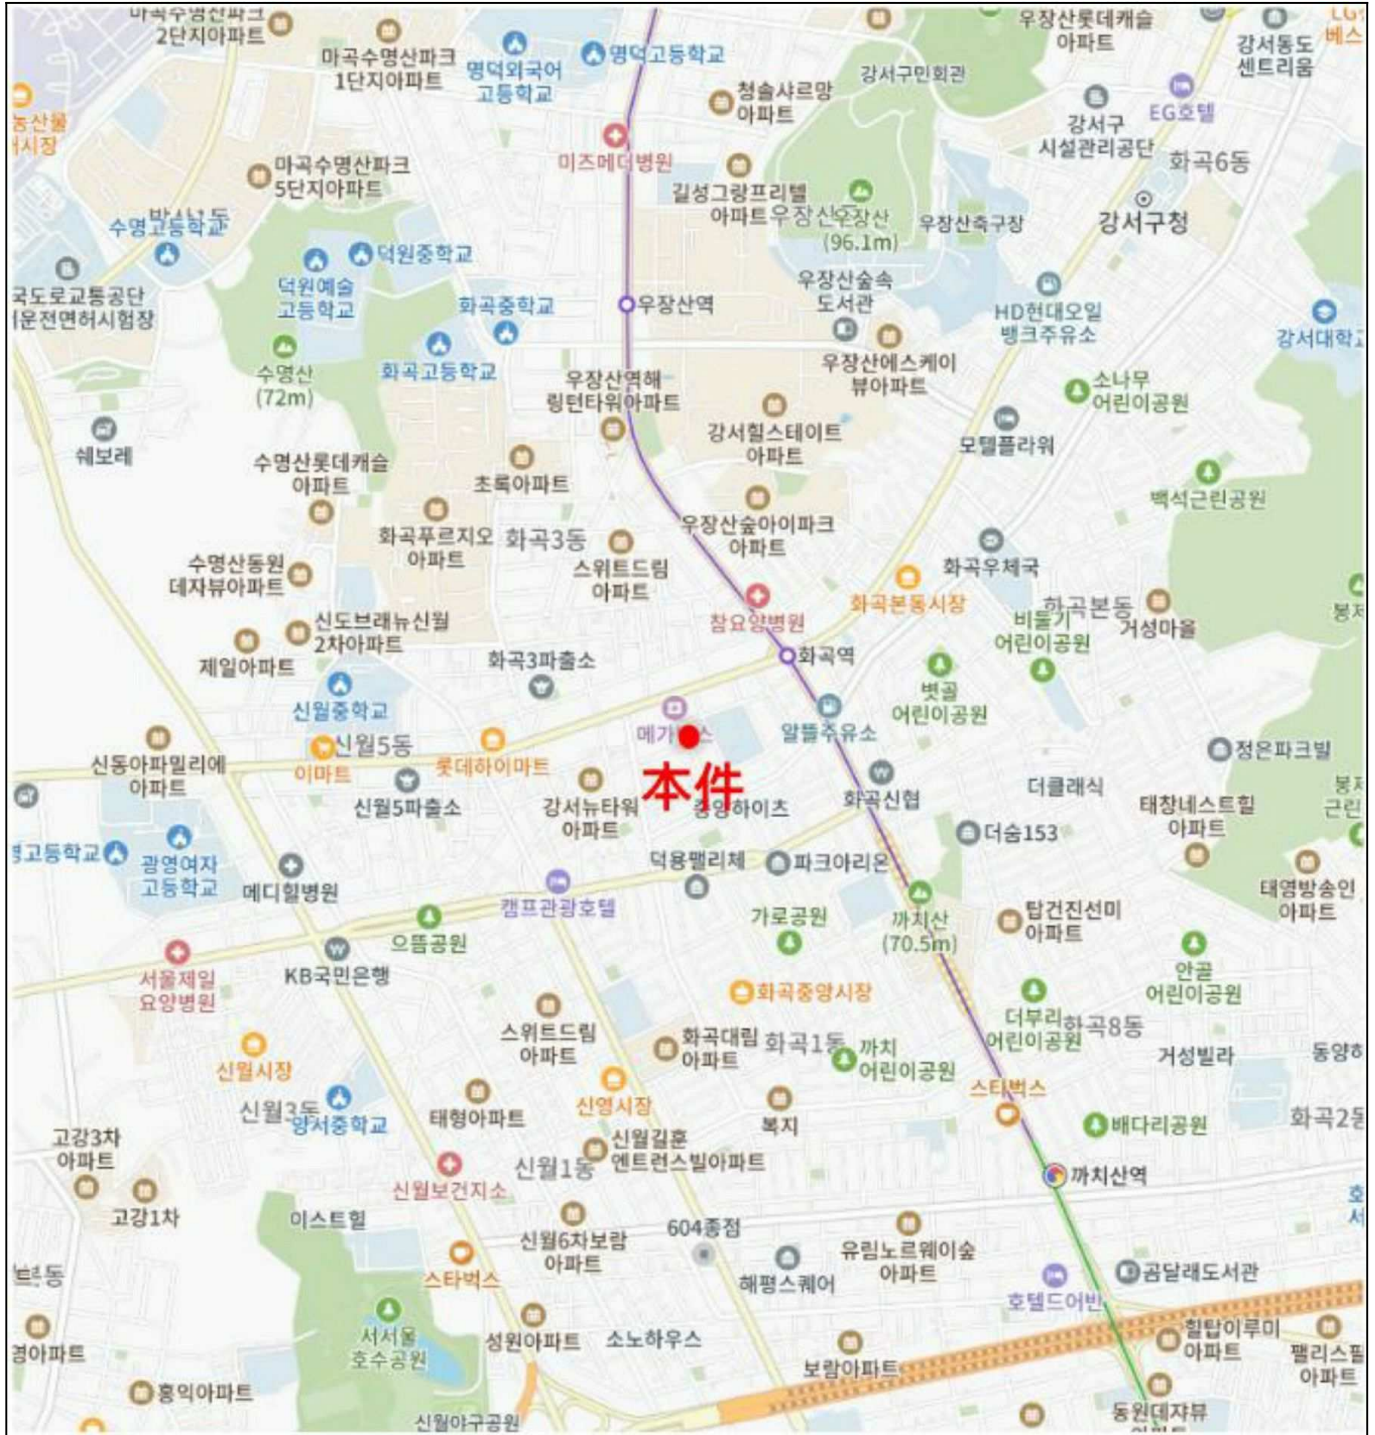 2단지아파트
마곡수명산파크
1단지아파트
명덕외국어
고등학교
명덕고등학교
청솔샤르망
아파트
강서구민회관
우장산롯데캐슬
아파트
강서동도
센트리움
EG호텔
강서구
시설관리공단
화곡6동
미즈메디병원
마곡수명산파크
5단지아파트
길성그랑프리텔
아파트
우장산
(96.1m)
우장산축구장
강서구청
수명고등학교
덕원중학교
덕원예술
고등학교
화곡중학교
우장산역
우장산숲속
도서관
HD현대오일
뱅크주유소
강서대학교
국도로교통공단
운전면허시험장
수명산
(72m)
화곡고등학교
우장산역해
링턴타워아파트
우장산에스케이
뷰아파트
소나무
어린이공원
강서힐스테이트
아파트
모텔플라워
쉐보레
수명산롯데캐슬
아파트
초록아파트
백석근린공원
화곡푸르지오
아파트
화곡3동
우장산숲아이파크
아파트
스위트드림
아파트
화곡우체국
수명산동원
데자뷰아파트
참요양병원
화곡본동시장
화곡본동
비둘기
어린이공원
거성마을
신도브래뉴신월
2차아파트
제일아파트
화곡3파출소
화곡역
볏골
어린이공원
신월중학교
신월5동
이마트
롯데하이마트
알뜰주유소
정은파크빌
신동아파밀리에
아파트
신월5파출소
강서뉴타워
아파트
本件
중앙하이츠
화곡신협
더클래식
태창네스트힐
아파트
더숨153
광영여자
고등학교
메디힐병원
덕용맬리체
파크아리온
태영방송인
아파트
캠프관광호텔
으뜸공원
가로공원
까치산
(70.5m)
탑건진선미
아파트
KB국민은행
서울제일
요양병원
안골
어린이공원
화곡중앙시장
스위트드림
아파트
화곡대림
아파트
화곡1동
까치
어린이공원
더부리
어린이공원
화곡8동
거성빌라
신월시장
신월3동
양서중학교
태형아파트
신영시장
복지
스타벅스
배다리공원
화곡2동
고강3차
아파트
신월1동
신월길훈
엔트런스빌아파트
신월보건지소
까치산역
고강1차
이스트힐
신월6차보람
아파트
604종점
유림노르웨이숲
아파트
스타벅스
해평스퀘어
호텔드어반
곰달래도서관
서서울
호수공원
성원아파트
소노하우스
보람아파트
힐탑이루미
아파트
팰리스필
아파트
홍익아파트
신월야구공원
동원데자뷰